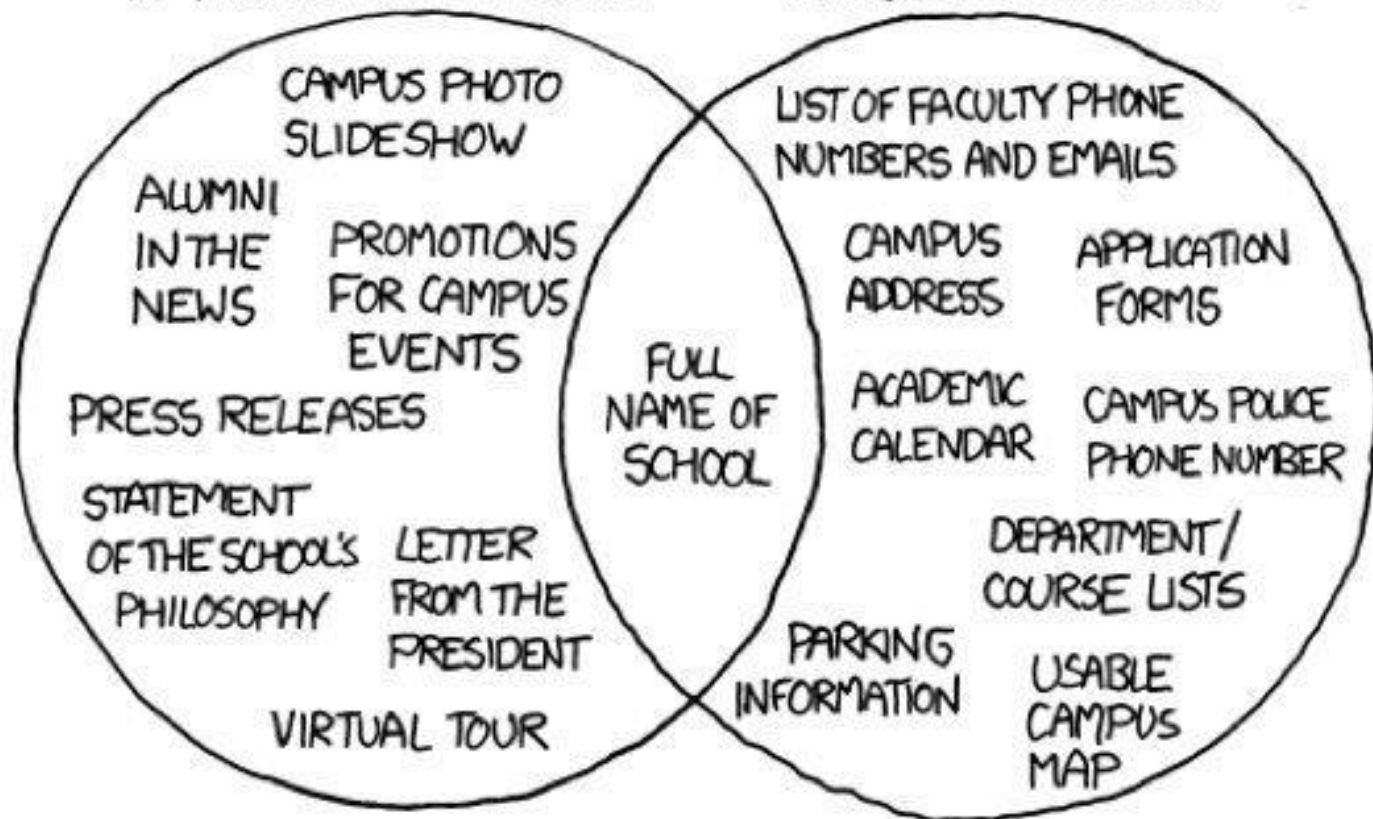 CAMPUS PHOTO
SLIDESHOW
ALUMNI
IN THE
NEWS
PROMOTIONS
FOR CAMPUS
EVENTS
PRESS RELEASES
STATEMENT
OF THE SCHOOL'S
PHILOSOPHY
LETTER
FROM THE
PRESIDENT
VIRTUAL TOUR
FULL
NAME OF
SCHOOL
LIST OF FACULTY PHONE
NUMBERS AND EMAILS
CAMPUS
ADDRESS
APPLICATION
FORMS
ACADEMIC
CALENDAR
CAMPUS POLICE
PHONE NUMBER
DEPARTMENT/
COURSE LISTS
PARKING
INFORMATION
USABLE
CAMPUS
MAP